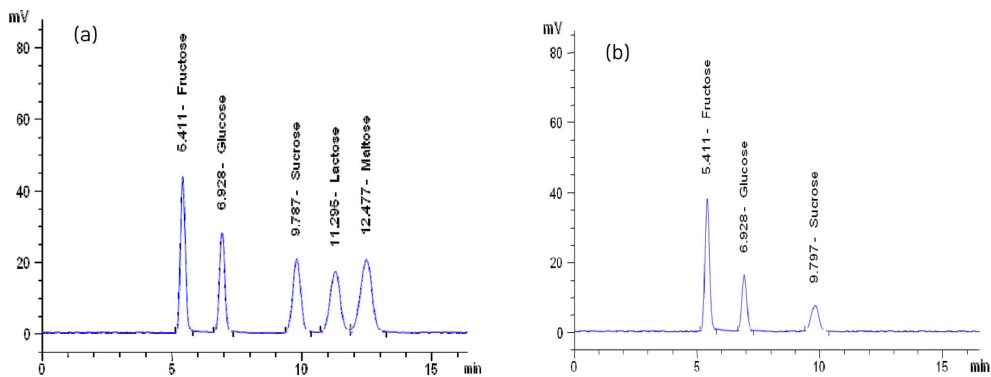 mV
(a)
80
60
40
20
0
5.411 - Fructose
6.928 - Glucose
9.787 - Sucrose
11.295 - Lactose
12.477 - Maltose
0
5
10
15
min
mV
(b)
80
60
40
20
0
5.411 - Fructose
6.928 - Glucose
9.797 - Sucrose
0
5
10
15
min